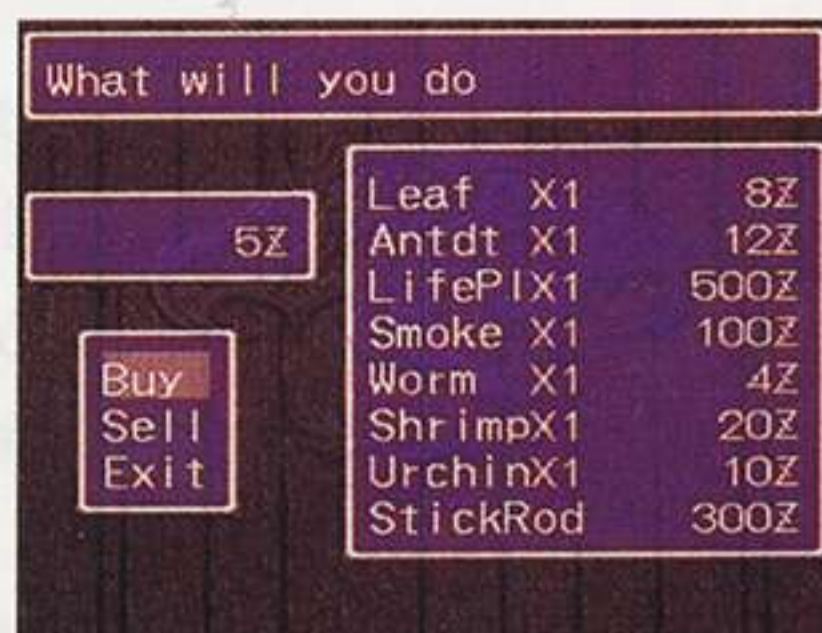 What will you do
5Z
Buy
Sell
Exit
Leaf X1 8Z
Antdt X1 12Z
LifePlX1 500Z
Smoke X1 100Z
Worm X1 4Z
ShrimpX1 20Z
UrchinX1 10Z
StickRod 300Z